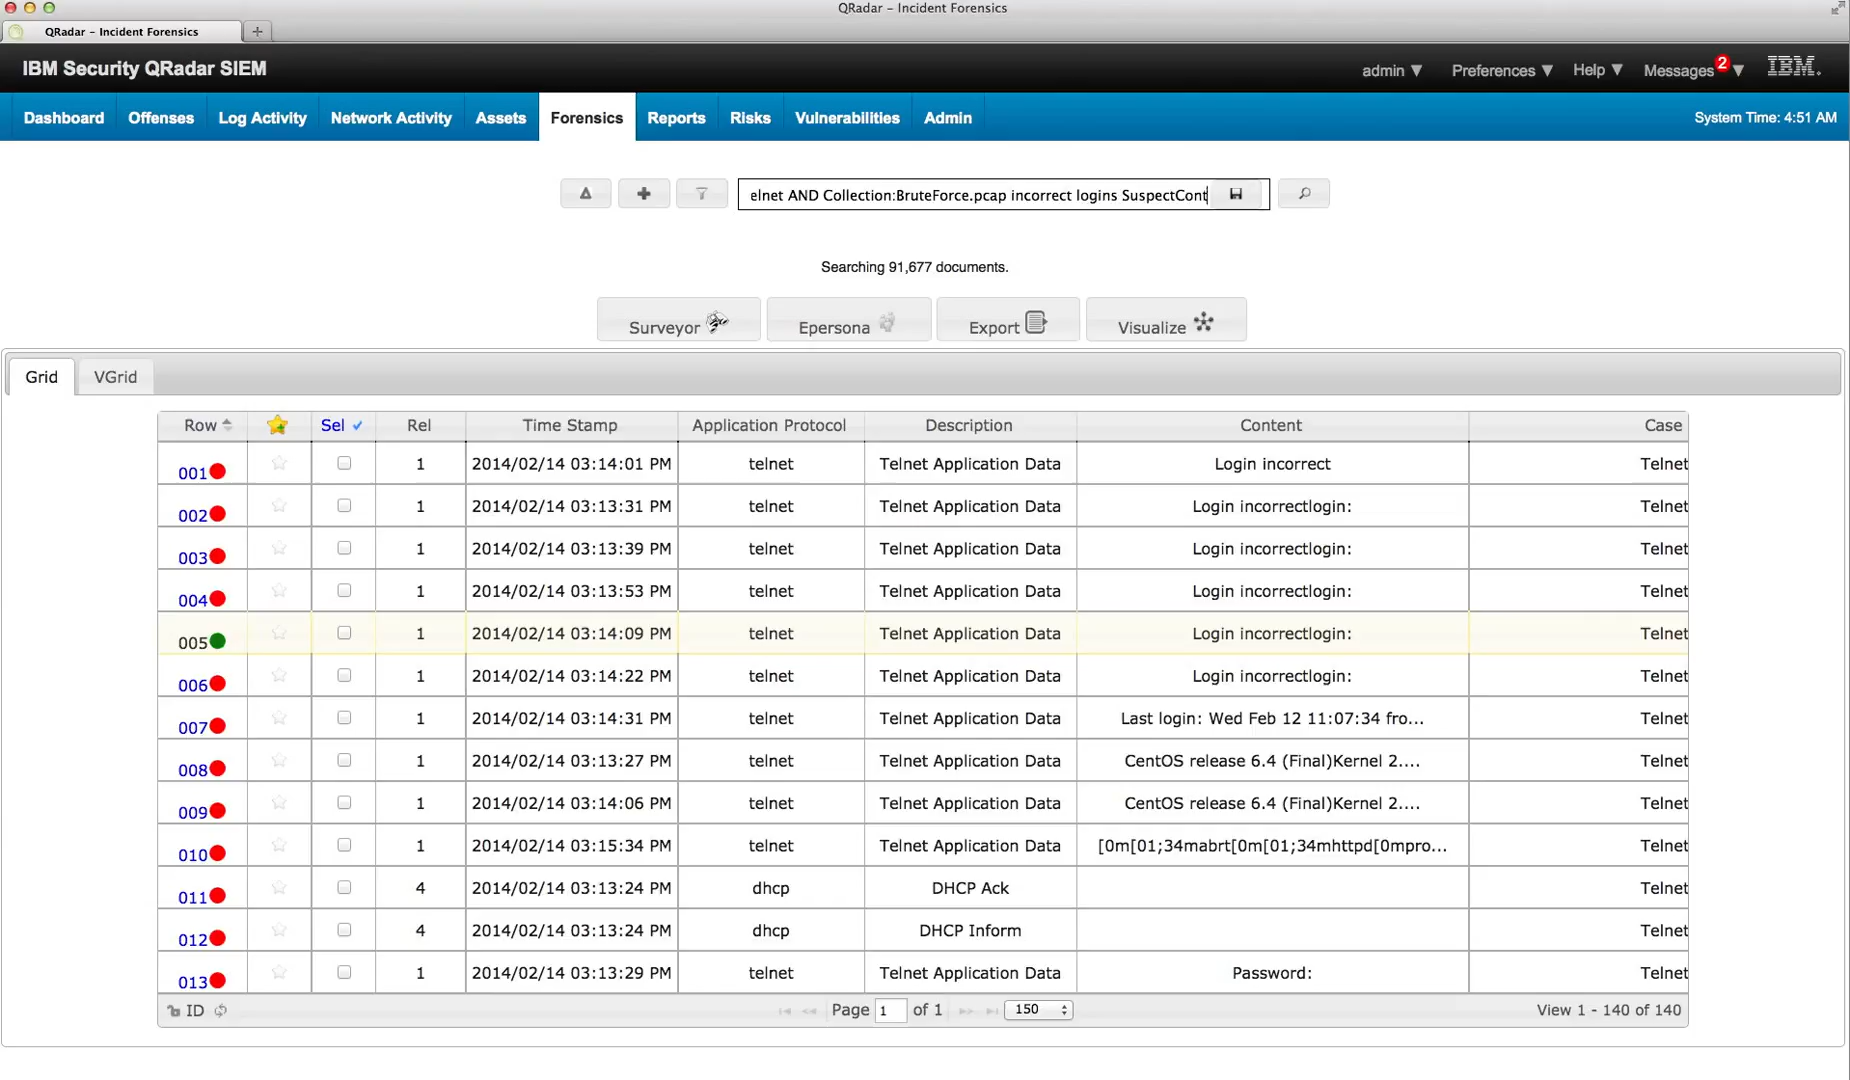 QRadar - Incident Forensics
QRadar - Incident Forensics
IBM Security QRadar SIEM
admin Preferences Help Messages 2 IBM
Dashboard Offenses Log Activity Network Activity Assets Forensics Reports Risks Vulnerabilities Admin System Time: 4:51 AM
elnet AND Collection:BruteForce.pcap incorrect logins SuspectCont
Searching 91,677 documents.
Surveyor Epersona Export Visualize
Grid VGrid
Row Sel Rel Time Stamp Application Protocol Description Content Case
001 1 2014/02/14 03:14:01 PM telnet Telnet Application Data Login incorrect Telnet
002 1 2014/02/14 03:13:31 PM telnet Telnet Application Data Login incorrectlogin: Telnet
003 1 2014/02/14 03:13:39 PM telnet Telnet Application Data Login incorrectlogin: Telnet
004 1 2014/02/14 03:13:53 PM telnet Telnet Application Data Login incorrectlogin: Telnet
005 1 2014/02/14 03:14:09 PM telnet Telnet Application Data Login incorrectlogin: Telnet
006 1 2014/02/14 03:14:22 PM telnet Telnet Application Data Login incorrectlogin: Telnet
007 1 2014/02/14 03:14:31 PM telnet Telnet Application Data Last login: Wed Feb 12 11:07:34 fro... Telnet
008 1 2014/02/14 03:13:27 PM telnet Telnet Application Data CentOS release 6.4 (Final)Kernel 2.... Telnet
009 1 2014/02/14 03:14:06 PM telnet Telnet Application Data CentOS release 6.4 (Final)Kernel 2.... Telnet
010 1 2014/02/14 03:15:34 PM telnet Telnet Application Data [0m[01;34mabrt[0m[01;34mhttpd[0mpro... Telnet
011 4 2014/02/14 03:13:24 PM dhcp DHCP Ack Telnet
012 4 2014/02/14 03:13:24 PM dhcp DHCP Inform Telnet
013 1 2014/02/14 03:13:29 PM telnet Telnet Application Data Password: Telnet
ID Page 1 of 1 150 View 1 - 140 of 140